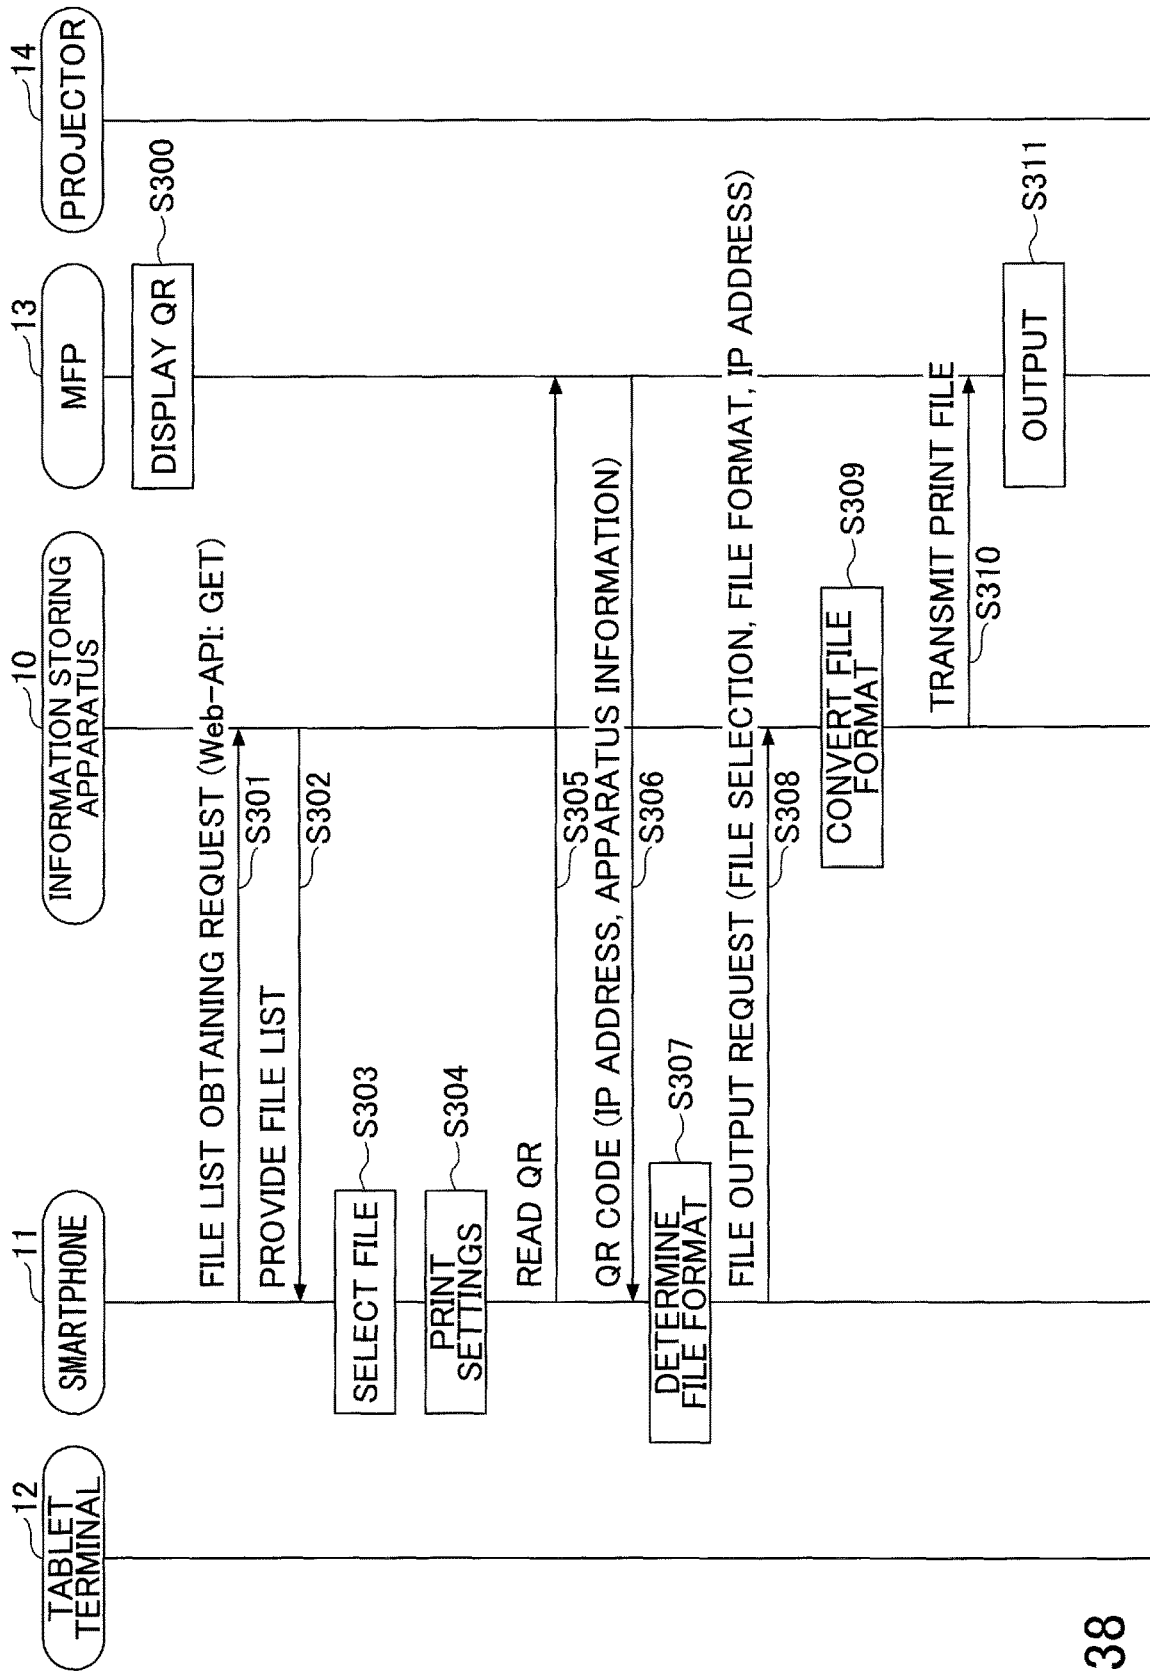 12
TABLET
TERMINAL
11
SMARTPHONE
10
INFORMATION STORING
APPARATUS
13
MFP
14
PROJECTOR
DISPLAY QR
S300
FILE LIST OBTAINING REQUEST (Web-API: GET)
S301
PROVIDE FILE LIST
S302
SELECT FILE
S303
PRINT
SETTINGS
S304
READ QR
S305
QR CODE (IP ADDRESS, APPARATUS INFORMATION)
S306
DETERMINE
FILE FORMAT
S307
FILE OUTPUT REQUEST (FILE SELECTION, FILE FORMAT, IP ADDRESS)
S308
CONVERT FILE
FORMAT
S309
TRANSMIT PRINT FILE
S310
OUTPUT
S311
38